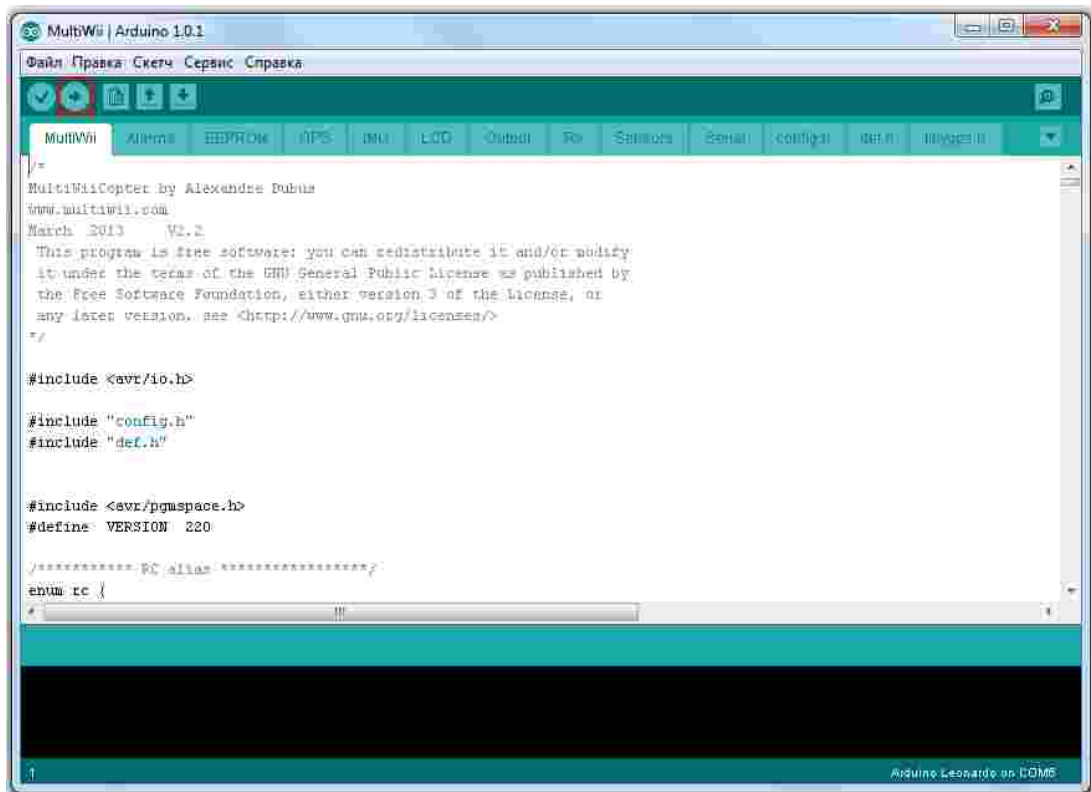 MultiWii | Arduino 1.0.1
Файл Правка Скетч Сервис Справка
MultiWii Alarms EEPROM GPS IMU LCD Output RX Sensors Serial config.h def.h
/*
MultiWiiCopter by Alexandre Dubus
www.multiwii.com
March 2013 V2.2
This program is free software: you can redistribute it and/or modify
it under the terms of the GNU General Public License as published by
the Free Software Foundation, either version 3 of the License, or
any later version. see <http://www.gnu.org/licenses/>
*/
#include <avr/io.h>
#include "config.h"
#include "def.h"
#include <avr/pgmspace.h>
#define VERSION 220
/*********** RC alias *****************/
enum rc {
1
Arduino Leonardo on COM6